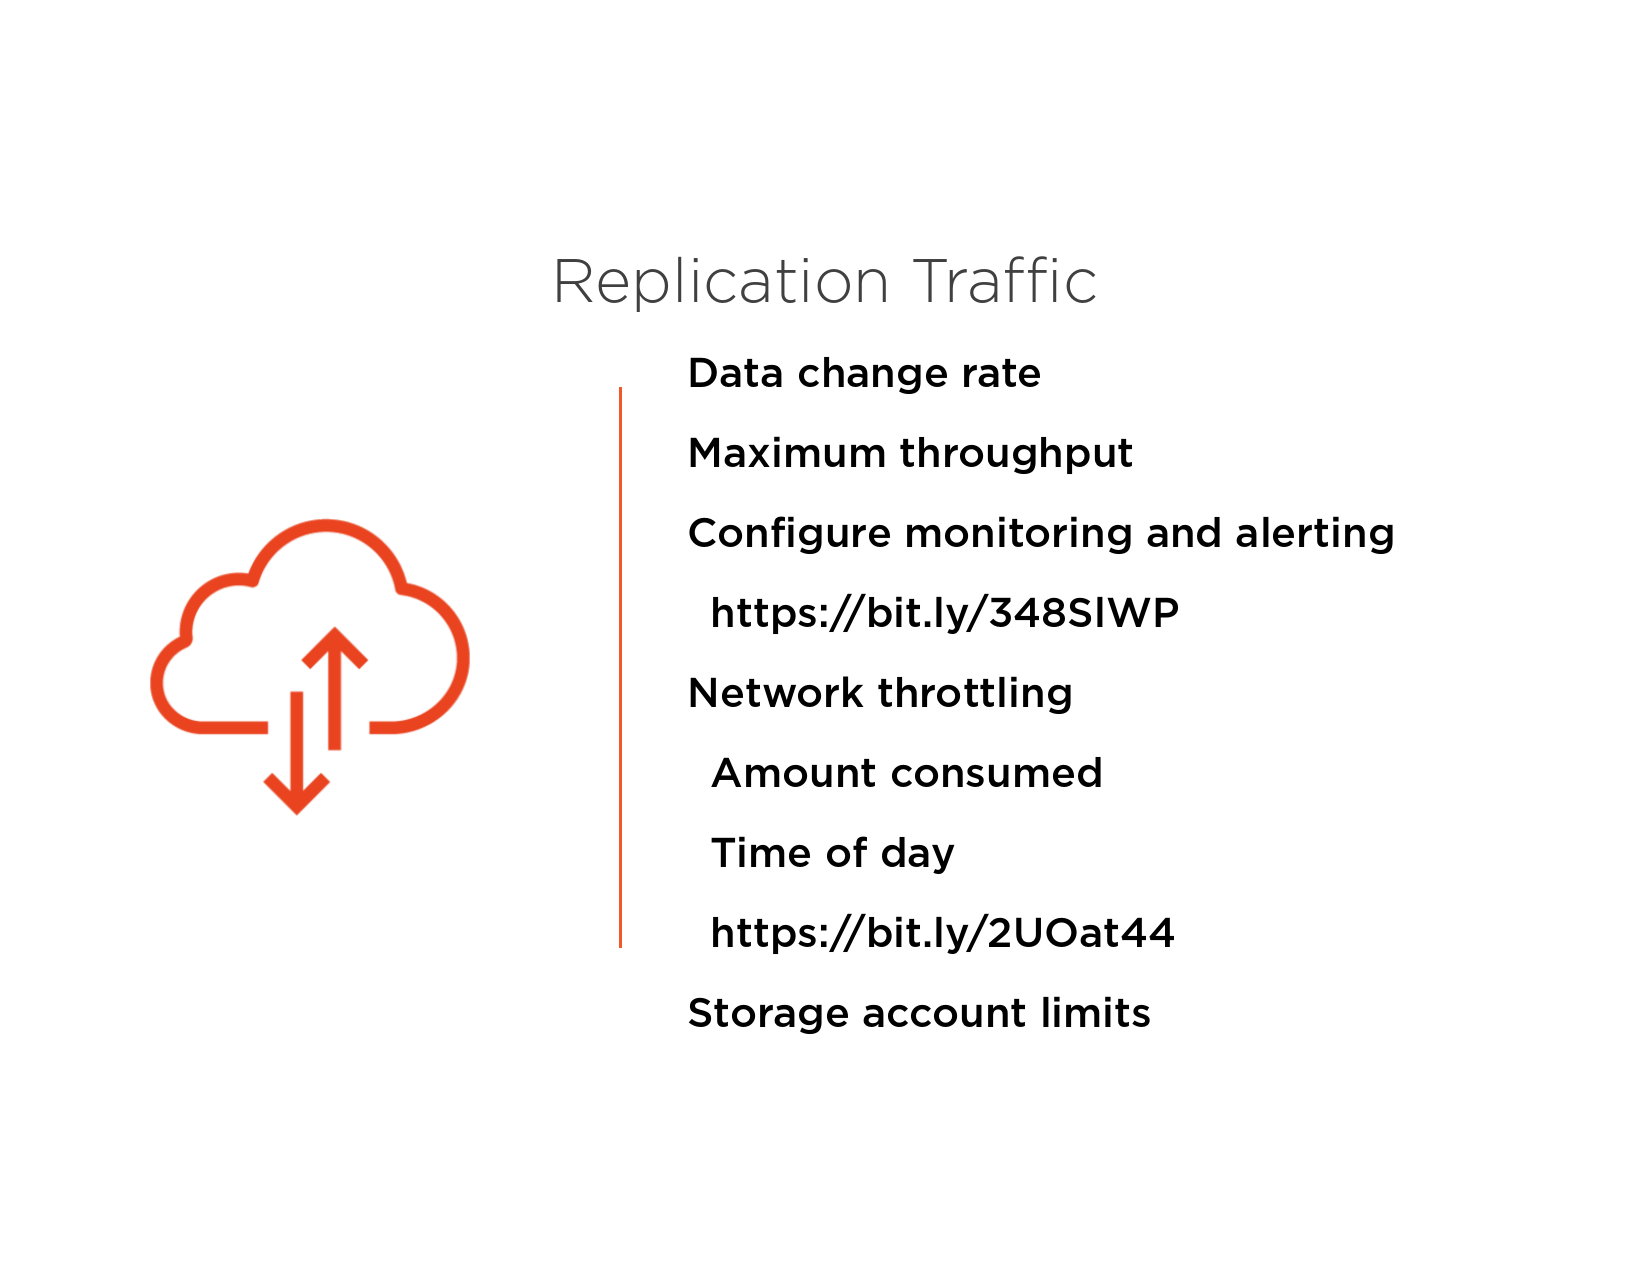 Replication Traffic
Data change rate
Maximum throughput
Configure monitoring and alerting
https://bit.ly/348SlWP
Network throttling
Amount consumed
Time of day
https://bit.ly/2UOat44
Storage account limits